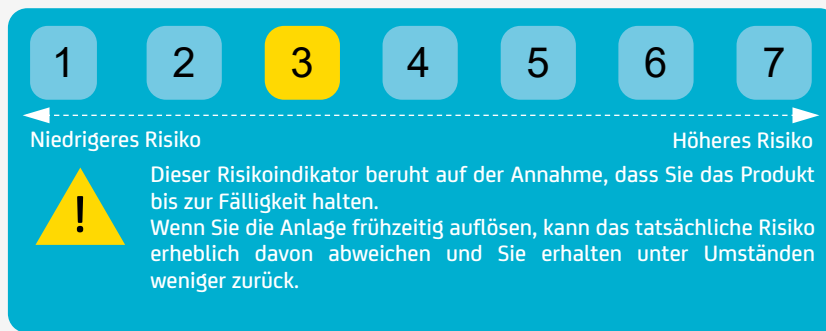 1 2 3 4 5 6 7
Niedrigeres Risiko Höheres Risiko
!
Dieser Risikoindikator beruht auf der Annahme, dass Sie das Produkt
bis zur Fälligkeit halten.
Wenn Sie die Anlage frühzeitig auflösen, kann das tatsächliche Risiko
erheblich davon abweichen und Sie erhalten unter Umständen
weniger zurück.